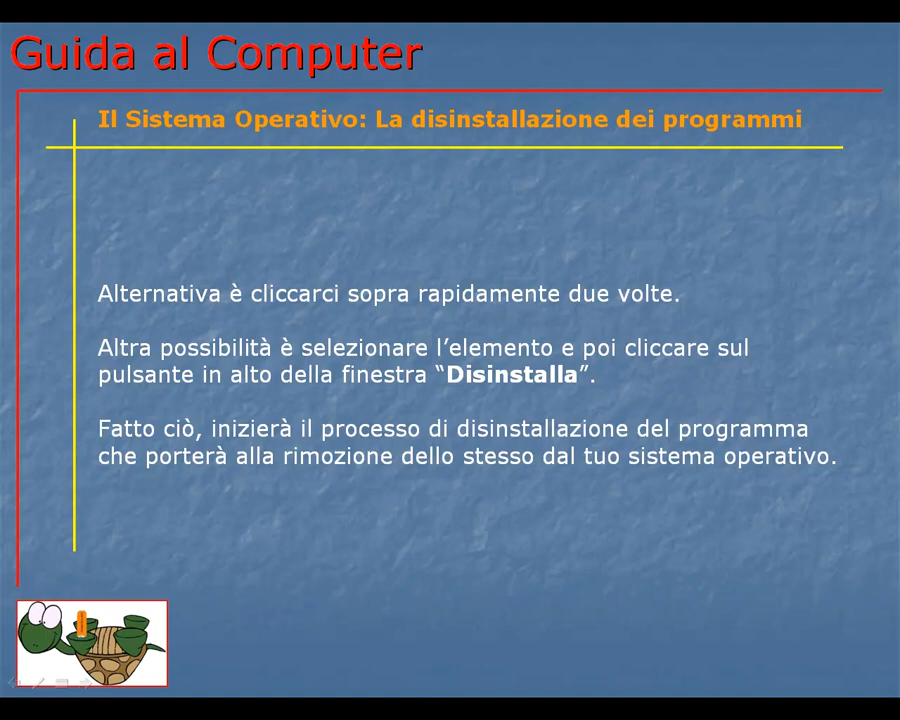 Guida al Computer
Il Sistema Operativo: La disinstallazione dei programmi
Alternativa è cliccarci sopra rapidamente due volte.
Altra possibilità è selezionare l’elemento e poi cliccare sul
pulsante in alto della finestra “Disinstalla”.
Fatto ciò, inizierà il processo di disinstallazione del programma
che porterà alla rimozione dello stesso dal tuo sistema operativo.